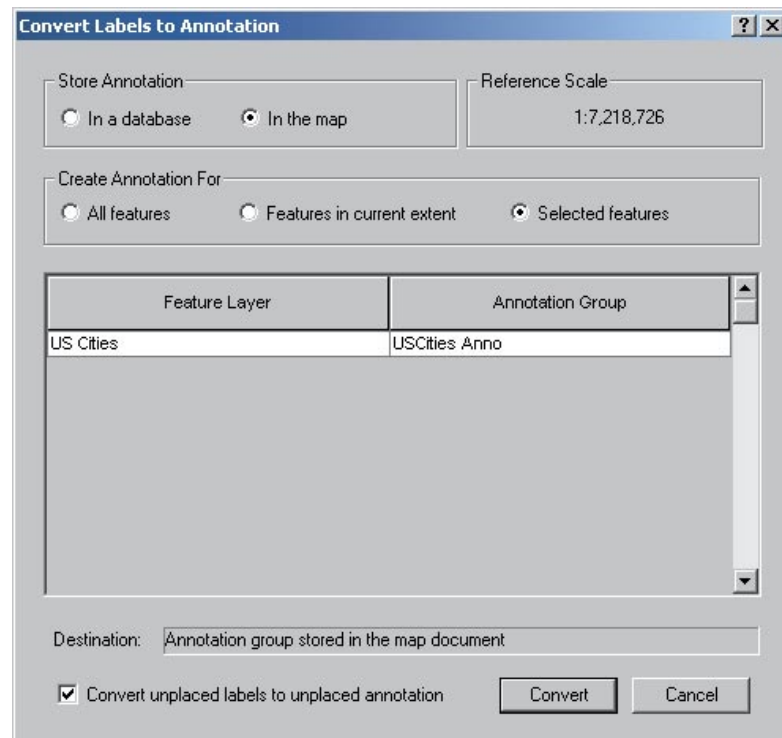 Convert Labels to Annotation
Store Annotation
In a database In the map
Reference Scale
1:7,218,726
Create Annotation For
All features Features in current extent Selected features
Feature Layer Annotation Group
US Cities USCities Anno
Destination: Annotation group stored in the map document
Convert unplaced labels to unplaced annotation Convert Cancel